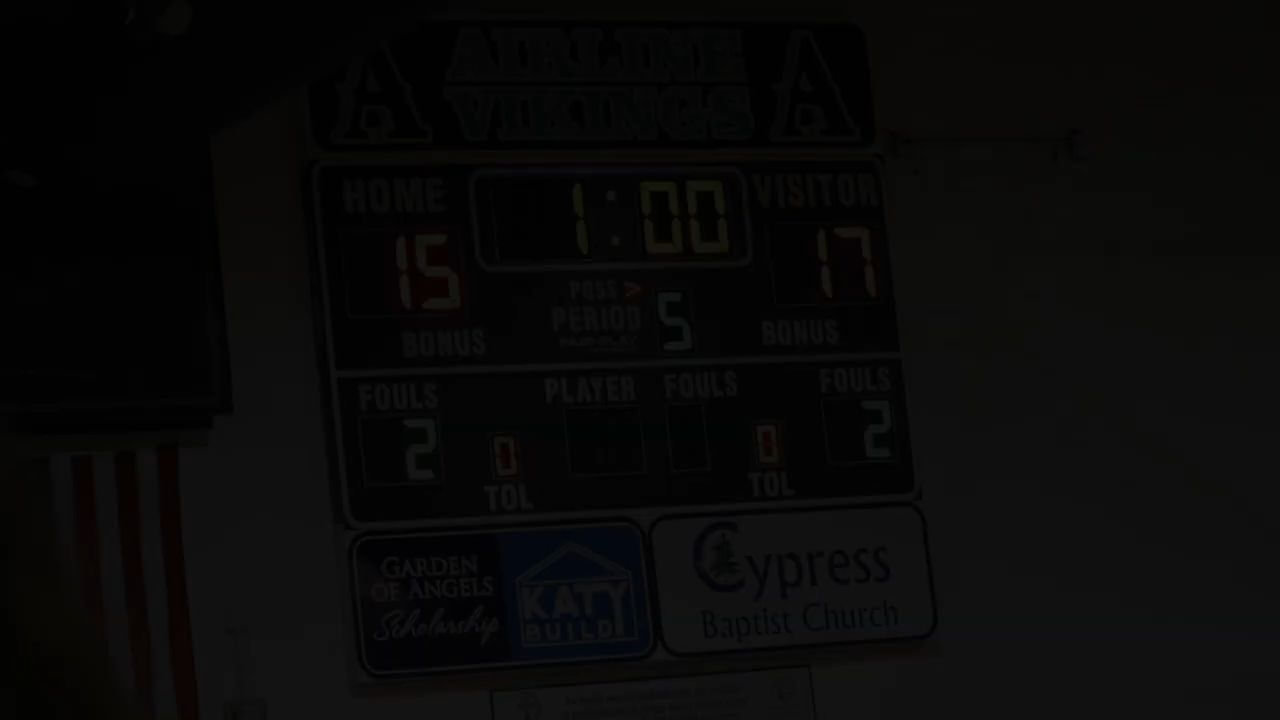 AIRLINE
VIKINGS
A
A
HOME
1:00
VISITOR
15
17
POSS >
PERIOD
5
BONUS
BONUS
FOULS
PLAYER
FOULS
FOULS
2
0
0
2
TOL
TOL
GARDEN
OF ANGELS
Scholarship
KATY
BUILD
Cypress
Baptist Church